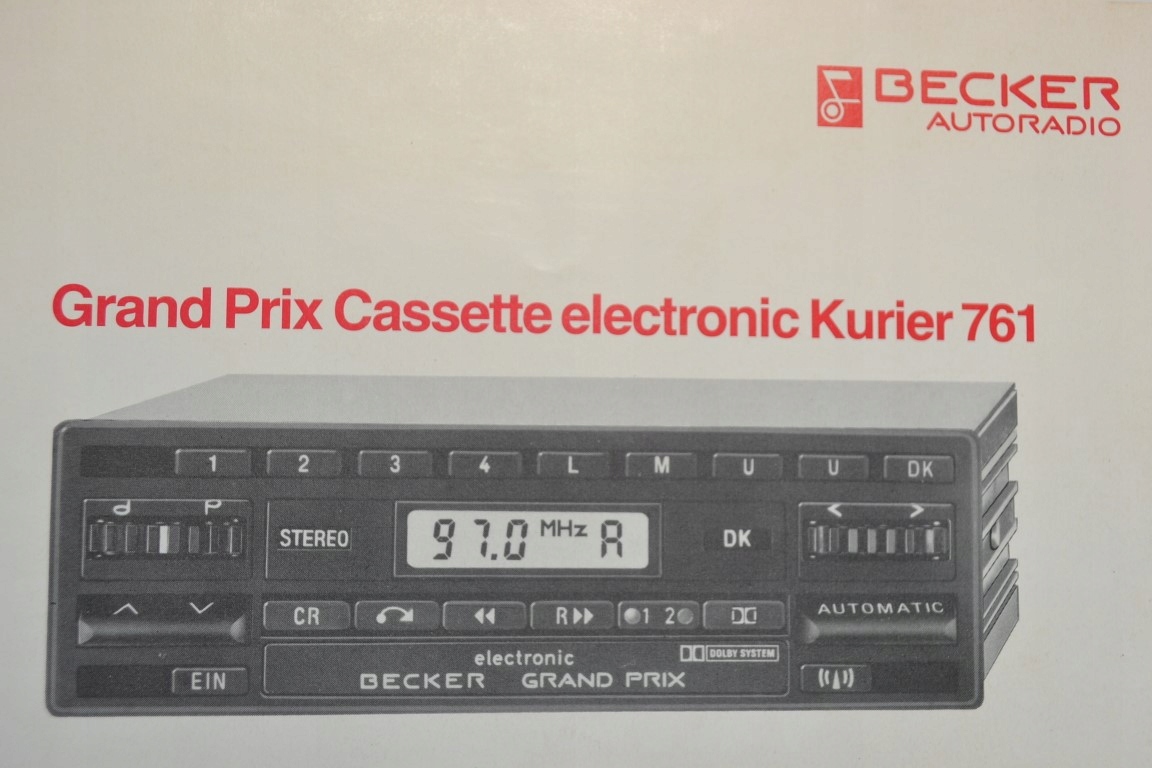 BECKER
AUTORADIO
Grand Prix Cassette electronic Kurier 761
1 2 3 4 L M U U DK
STEREO 97.0 MHz A DK
CR R 1 2
AUTOMATIC
electronic DOLBY SYSTEM
EIN BECKER GRAND PRIX